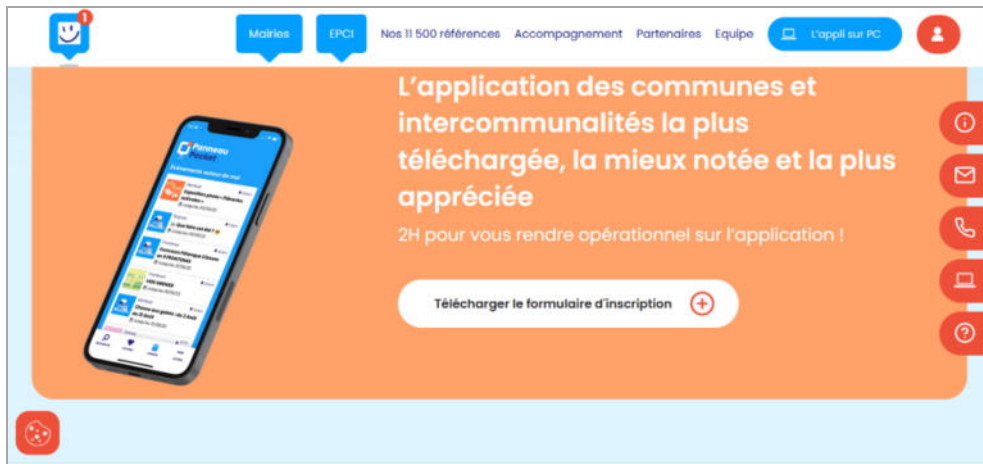 1
Mairies
EPCI
Nos 11 500 références
Accompagnement
Partenaires
Equipe
L'appli sur PC
L'application des communes et
intercommunalités la plus
téléchargée, la mieux notée et la plus
appréciée
2H pour vous rendre opérationnel sur l'application !
Télécharger le formulaire d'inscription
Panneau
Pocket